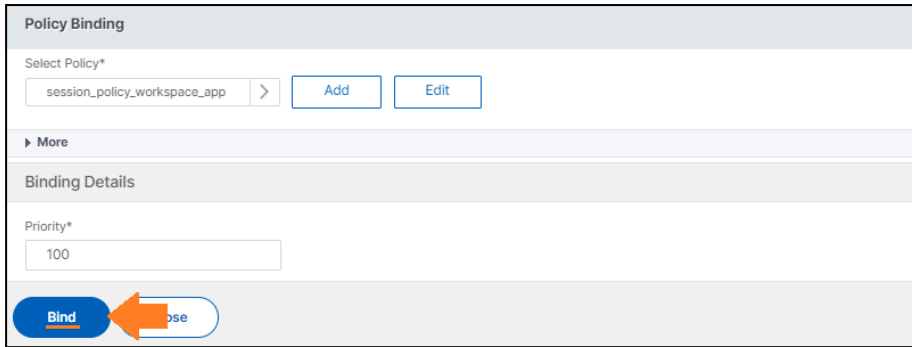 Policy Binding
Select Policy*
session_policy_workspace_app
Add
Edit
More
Binding Details
Priority*
100
Bind